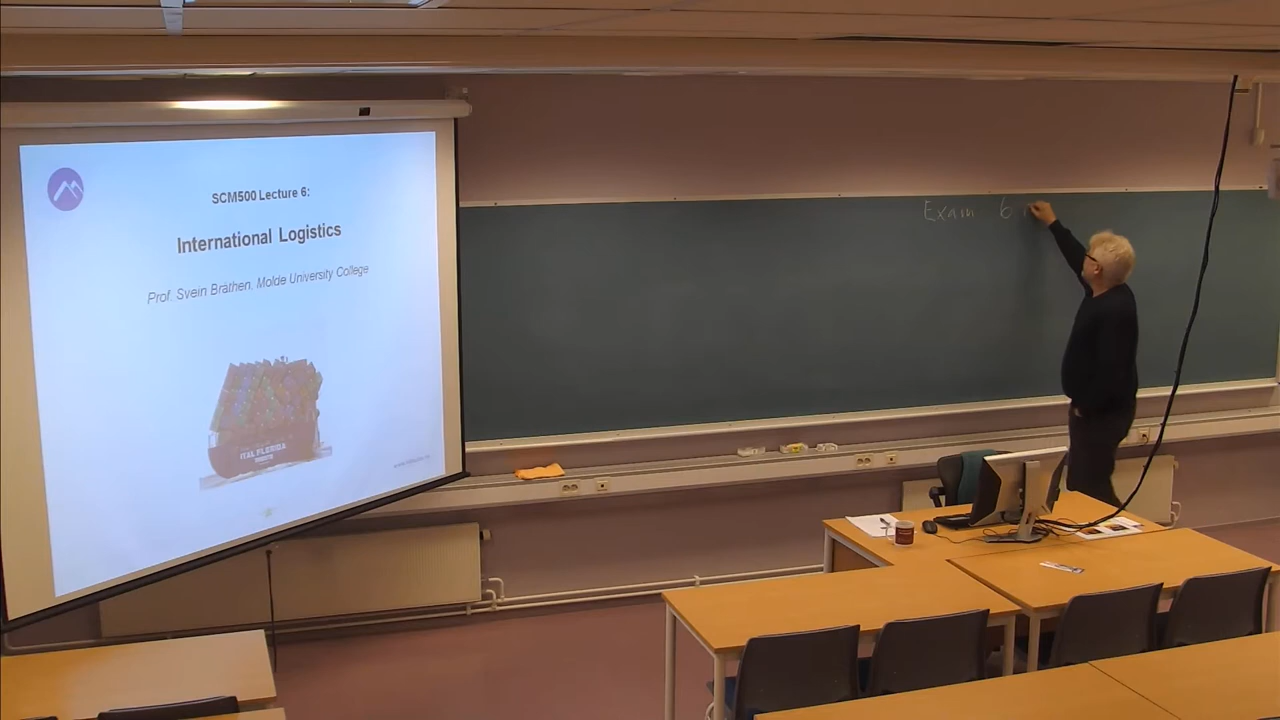 SCM500 Lecture 6:
International Logistics
Prof. Svein Bråthen, Molde University College
ITAL FLORIDA
Exam 6